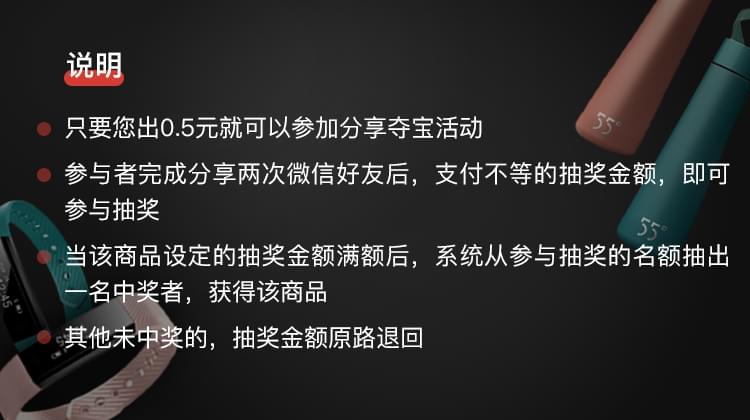 说明
只要您出0.5元就可以参加分享夺宝活动
参与者完成分享两次微信好友后，支付不等的抽奖金额，即可
参与抽奖
当该商品设定的抽奖金额满额后，系统从参与抽奖的名额抽出
一名中奖者，获得该商品
其他未中奖的，抽奖金额原路退回
55°
55°